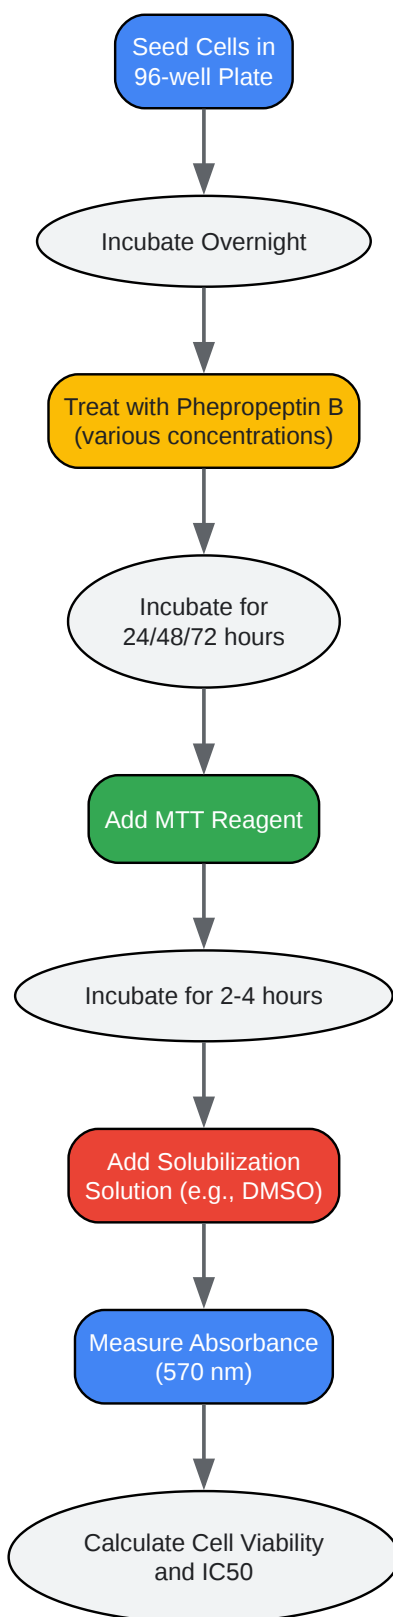 Seed Cells in
96-well Plate
Incubate Overnight
Treat with Phepropeptin B
(various concentrations)
Incubate for
24/48/72 hours
Add MTT Reagent
Incubate for 2-4 hours
Add Solubilization
Solution (e.g., DMSO)
Measure Absorbance
(570 nm)
Calculate Cell Viability
and IC50